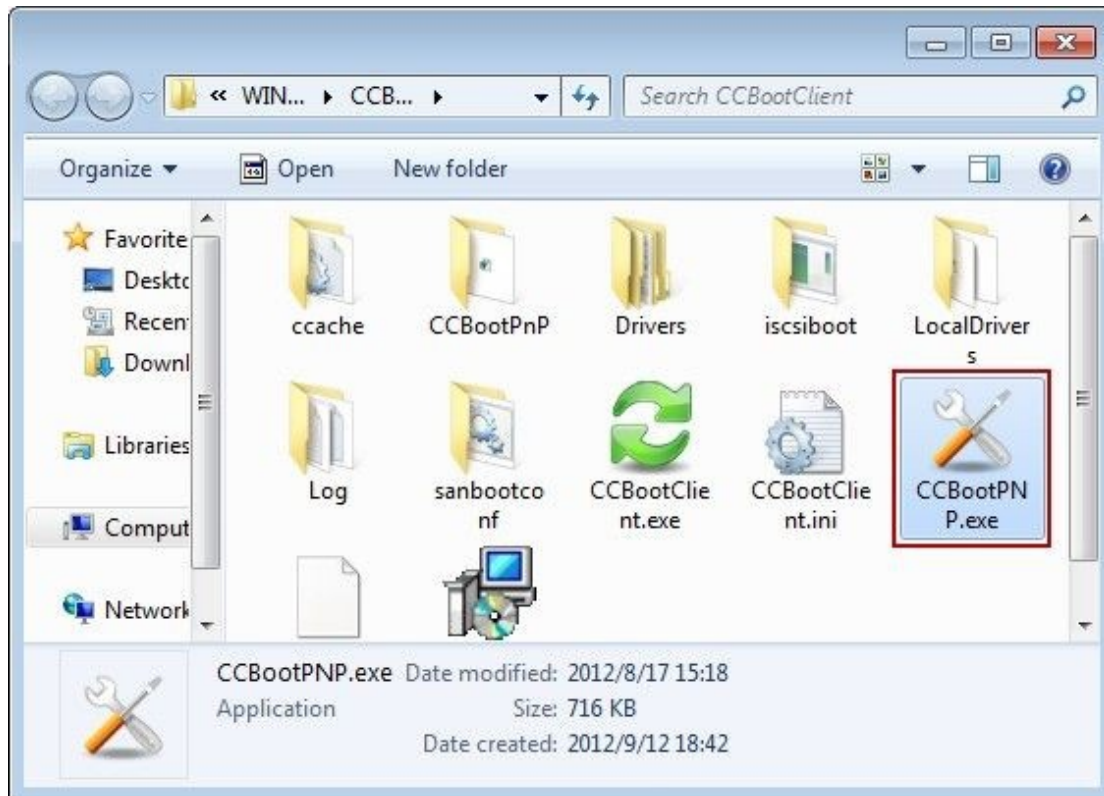 « WIN... ▸ CCB... ▸ Search CCBootClient
Organize Open New folder
Favorite
Desktc
Recen
Downl
Libraries
Comput
Network
ccache CCBootPnP Drivers iscsiboot LocalDriver
s
Log sanbootco CCBootClie CCBootClie CCBootPN
nf nt.exe nt.ini P.exe
CCBootPNP.exe Date modified: 2012/8/17 15:18
Application Size: 716 KB
Date created: 2012/9/12 18:42